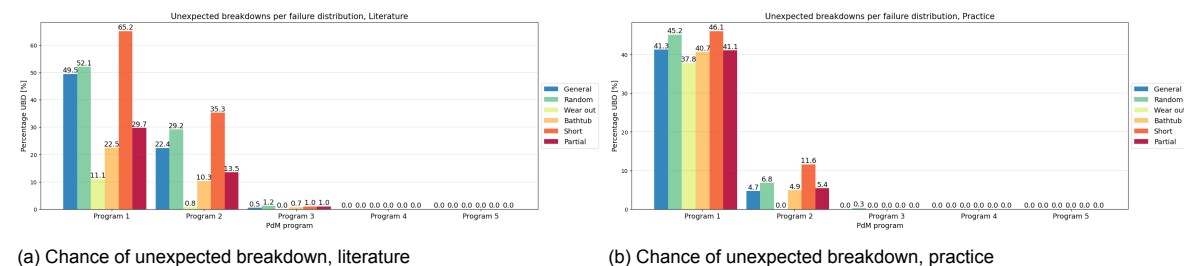 Unexpected breakdowns per failure distribution, Literature
Percentage UBD [%]
60
50
40
30
20
10
0
49.5 52.1 11.1 22.5 65.2 29.7
22.4 29.2 0.8 10.3 35.3 13.5
0.5 1.2 0.0 0.7 1.0 1.0
0.0 0.0 0.0 0.0 0.0 0.0
0.0 0.0 0.0 0.0 0.0 0.0
Program 1 Program 2 Program 3 Program 4 Program 5
PdM program
General
Random
Wear out
Bathtub
Short
Partial
(a) Chance of unexpected breakdown, literature
Unexpected breakdowns per failure distribution, Practice
Percentage UBD [%]
40
30
20
10
0
41.3 45.2 37.8 40.7 46.1 41.1
4.7 6.8 0.0 4.9 11.6 5.4
0.0 0.3 0.0 0.0 0.0 0.0
0.0 0.0 0.0 0.0 0.0 0.0
0.0 0.0 0.0 0.0 0.0 0.0
Program 1 Program 2 Program 3 Program 4 Program 5
PdM program
General
Random
Wear out
Bathtub
Short
Partial
(b) Chance of unexpected breakdown, practice